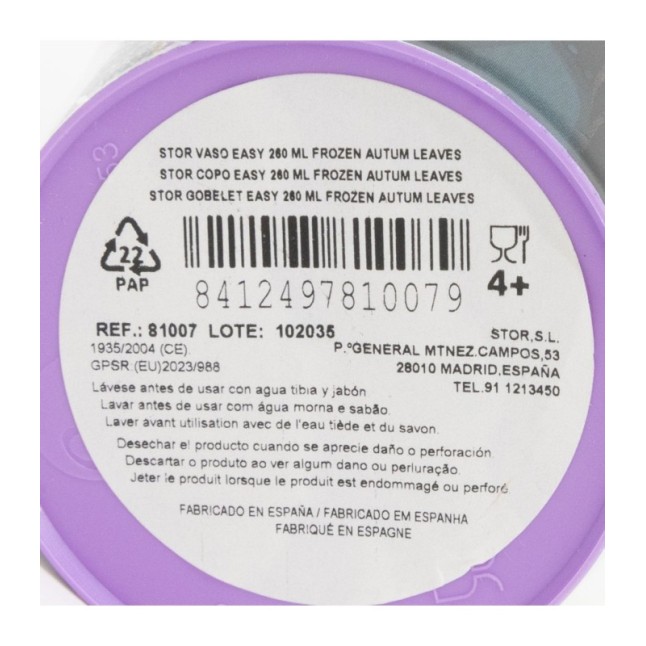 STOR VASO EASY 260 ML FROZEN AUTUM LEAVES
STOR COPO EASY 260 ML FROZEN AUTUM LEAVES
STOR GOBELET EASY 260 ML FROZEN AUTUM LEAVES
22
PAP
8412497810079
4+
REF.: 81007 LOTE: 102035
1935/2004 (CE).
GPSR (EU)2023/988
STOR,S.L.
P.ºGENERAL MTNEZ.CAMPOS,53
28010 MADRID,ESPAÑA
TEL.91 1213450
Lávese antes de usar con agua tibia y jabón
Lavar antes de usar com água morna e sabão.
Laver avant utilisation avec de l'eau tiède et du savon.
Desechar el producto cuando se aprecie daño o perforación.
Descartar o produto ao ver algum dano ou perluração.
Jeter le produit lorsque le produit est endommagé ou perforé
FABRICADO EN ESPAÑA / FABRICADO EM ESPANHA
FABRIQUÉ EN ESPAGNE